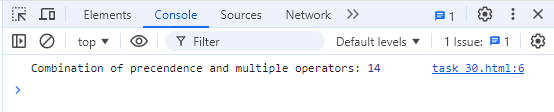 Elements Console Sources Network 1
top Filter Default levels 1 Issue: 1
Combination of precendence and multiple operators: 14 task 30.html:6